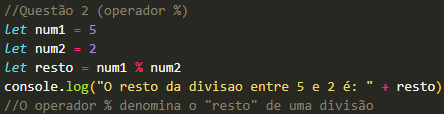 //Questão 2 (operador %)
let num1 = 5
let num2 = 2
let resto = num1 % num2
console.log("O resto da divisao entre 5 e 2 é: " + resto)
//O operador % denomina o "resto" de uma divisão